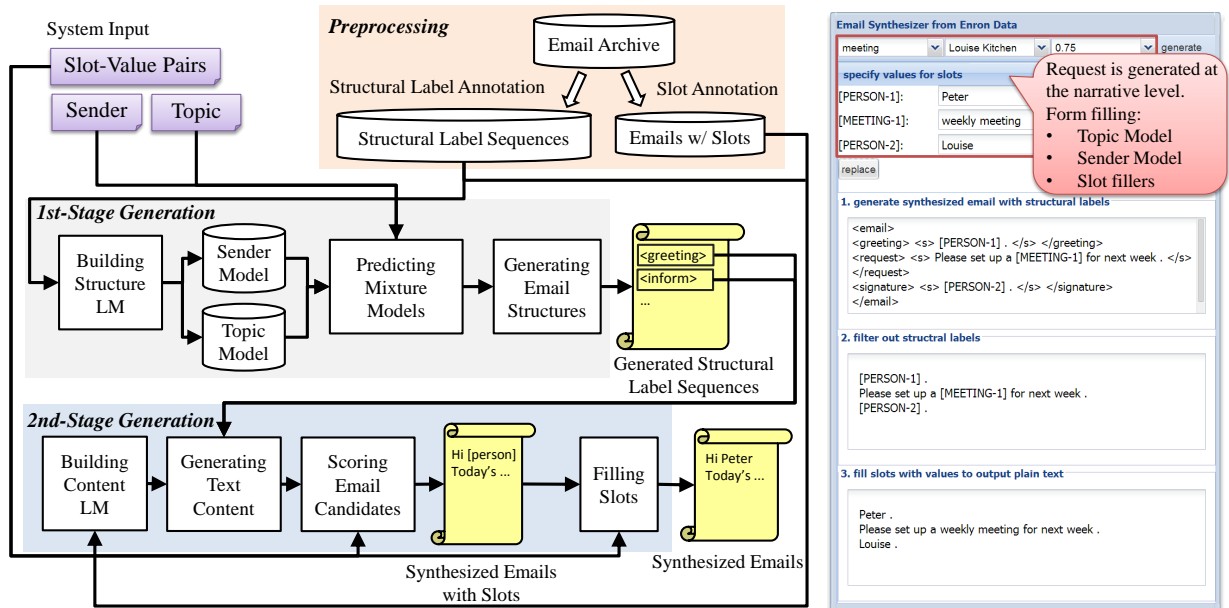 System Input
Slot-Value Pairs
Sender
Topic
Preprocessing
Email Archive
Structural Label Annotation
Slot Annotation
Structural Label Sequences
Emails w/ Slots
1st-Stage Generation
Building
Structure
LM
Sender
Model
Topic
Model
Predicting
Mixture
Models
Generating
Email
Structures
<greeting>
<inform>
...
Generated Structural
Label Sequences
2nd-Stage Generation
Building
Content
LM
Generating
Text
Content
Scoring
Email
Candidates
Hi [person]
Today's ...
Filling
Slots
Hi Peter
Today's ...
Synthesized Emails
with Slots
Synthesized Emails
Email Synthesizer from Enron Data
meeting Louise Kitchen 0.75 generate
specify values for slots
[PERSON-1]: Peter
[MEETING-1]: weekly meeting
[PERSON-2]: Louise
replace
Request is generated at
the narrative level.
Form filling:
• Topic Model
• Sender Model
• Slot fillers
1. generate synthesized email with structural labels
<email>
<greeting> <s> [PERSON-1] . </s> </greeting>
<request> <s> Please set up a [MEETING-1] for next week . </s>
</request>
<signature> <s> [PERSON-2] . </s> </signature>
</email>
2. filter out structral labels
[PERSON-1] .
Please set up a [MEETING-1] for next week .
[PERSON-2] .
3. fill slots with values to output plain text
Peter .
Please set up a weekly meeting for next week .
Louise .